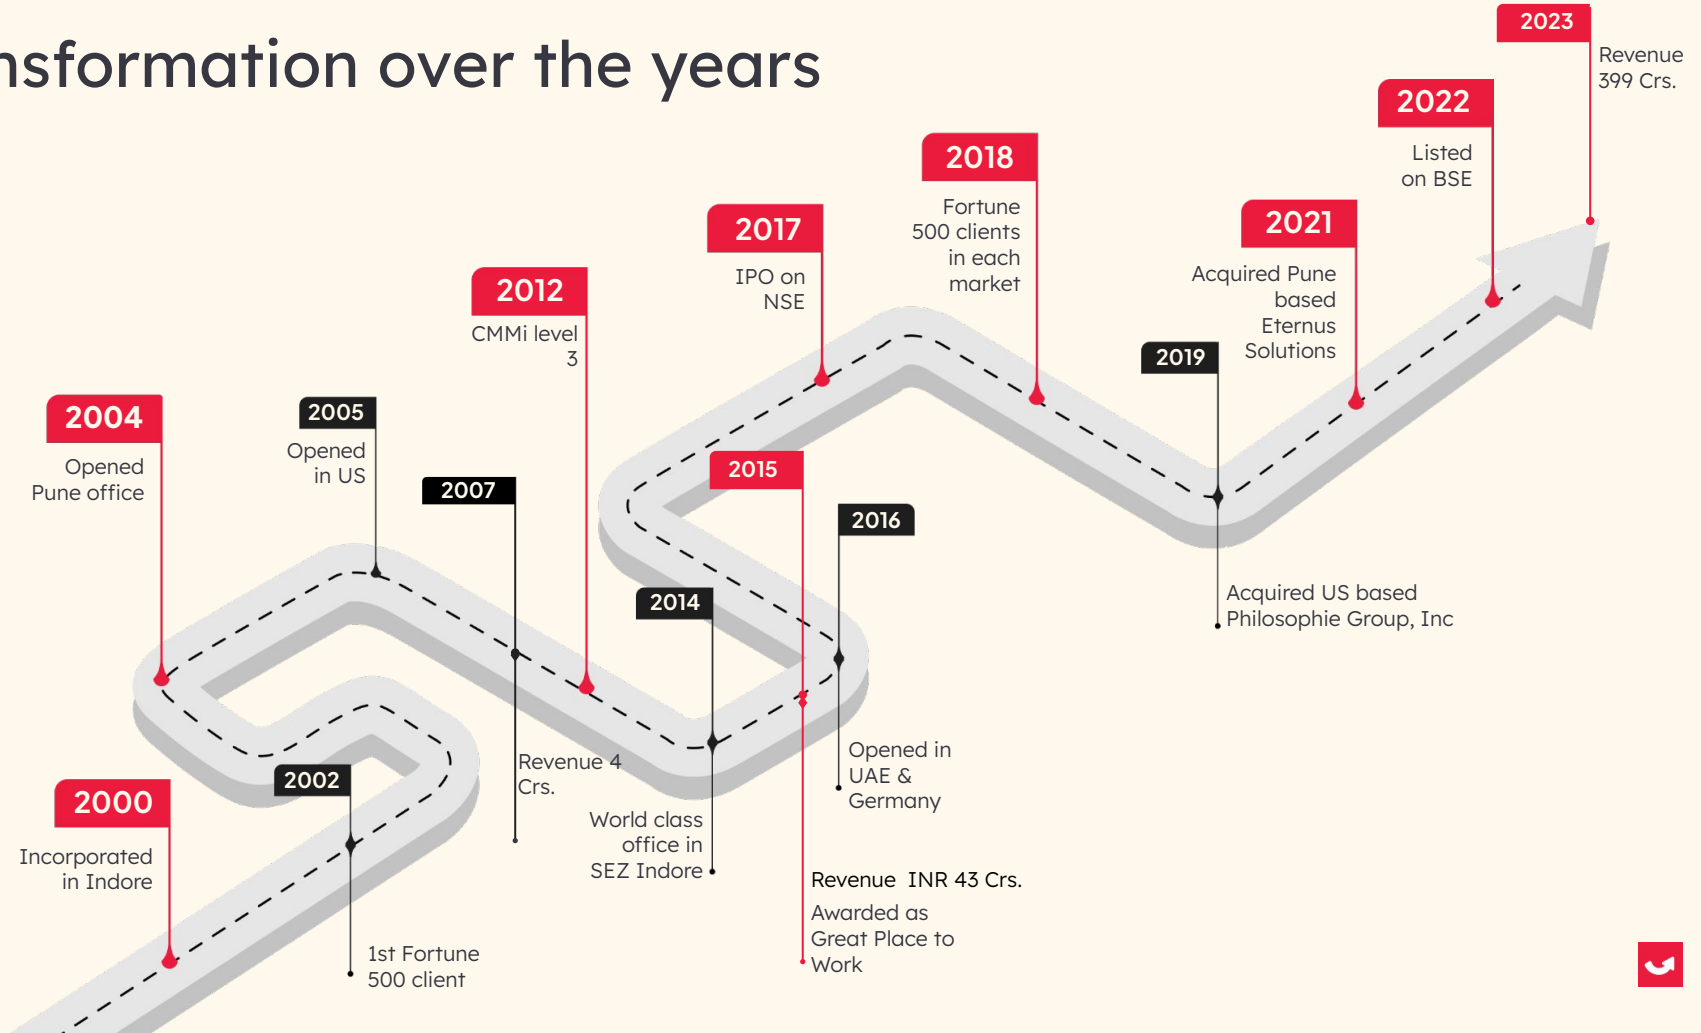 nsformation over the years
2000
Incorporated
in Indore
2002
1st Fortune
500 client
2004
Opened
Pune office
2005
Opened
in US
2007
Revenue 4
Crs.
2012
CMMi level
3
2014
World class
office in
SEZ Indore
2015
Revenue INR 43 Crs.
Awarded as
Great Place to
Work
2016
Opened in
UAE &
Germany
2017
IPO on
NSE
2018
Fortune
500 clients
in each
market
2019
Acquired US based
Philosophie Group, Inc
2021
Acquired Pune
based
Eternus
Solutions
2022
Listed
on BSE
2023
Revenue
399 Crs.